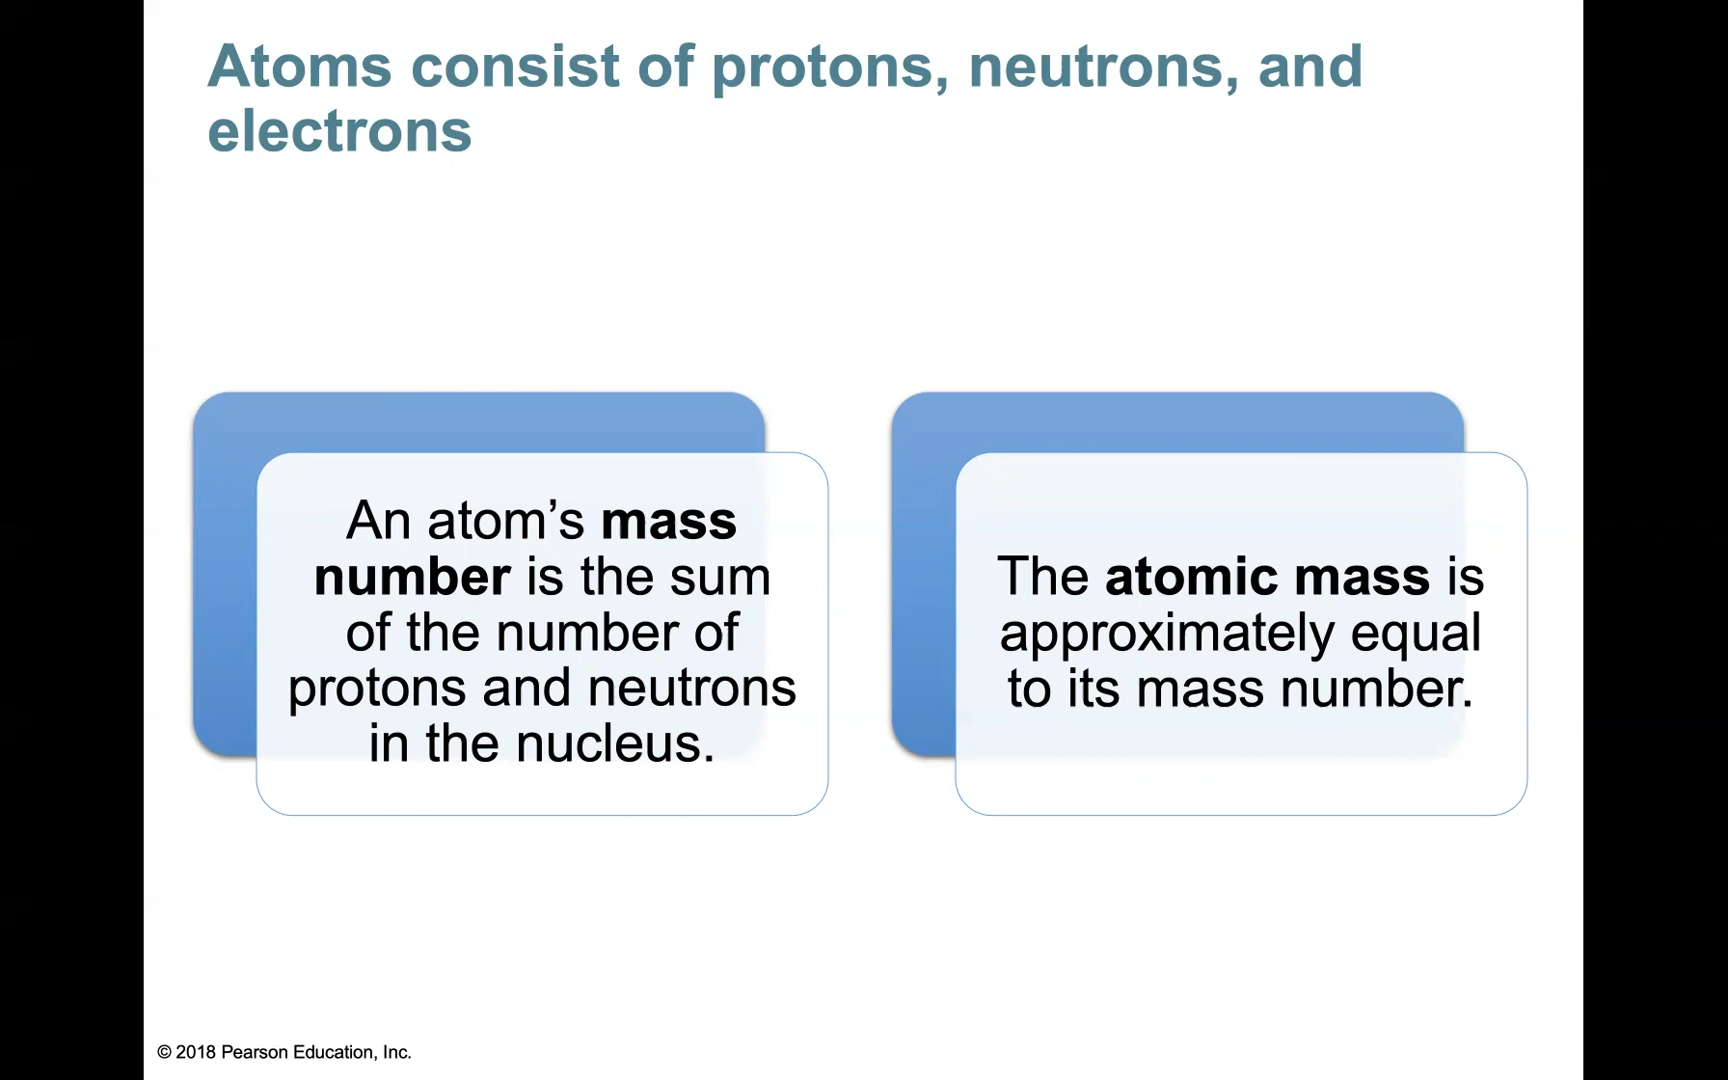 Atoms consist of protons, neutrons, and
electrons
An atom’s mass
number is the sum
of the number of
protons and neutrons
in the nucleus.
The atomic mass is
approximately equal
to its mass number.
© 2018 Pearson Education, Inc.